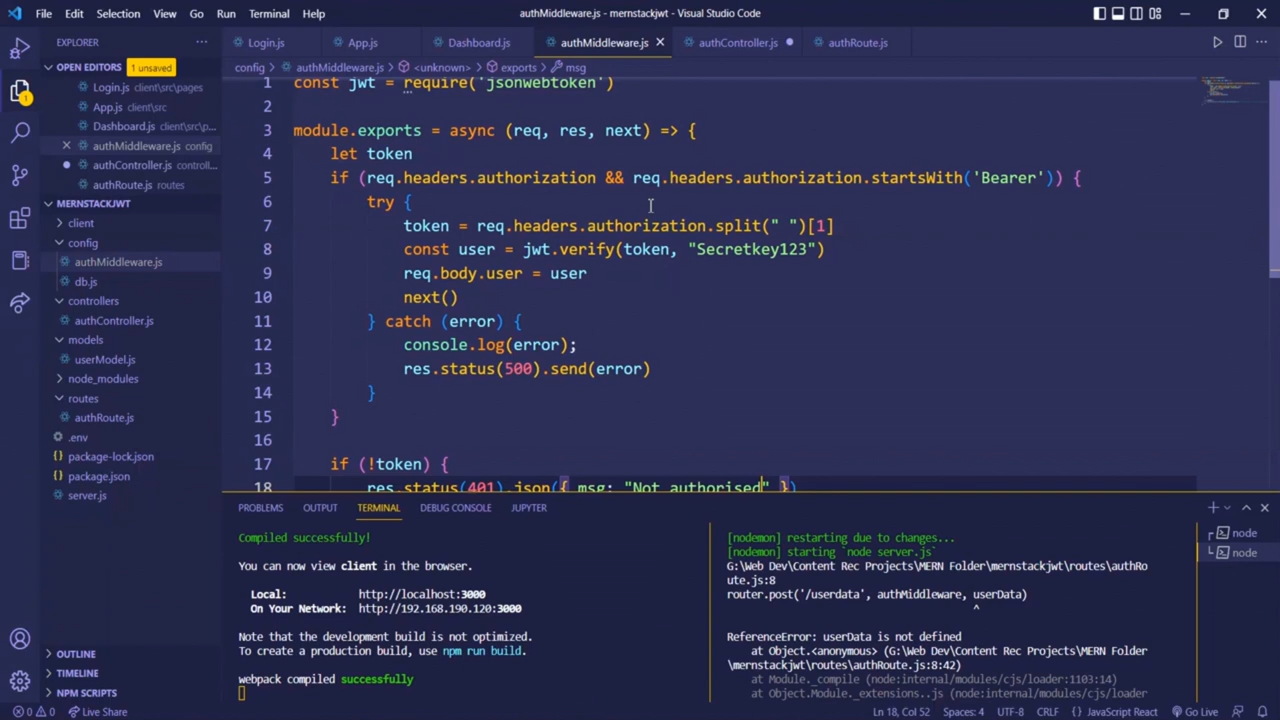 File Edit Selection View Go Run Terminal Help authMiddleware.js - mernstackjwt - Visual Studio Code
EXPLORER
OPEN EDITORS 1 unsaved
Login.js client\src\pages
App.js client\src
Dashboard.js client\src\p...
authMiddleware.js config
authController.js controll...
authRoute.js routes
MERNSTACKJWT
client
config
authMiddleware.js
db.js
controllers
authController.js
models
userModel.js
node_modules
routes
authRoute.js
.env
package-lock.json
package.json
server.js
OUTLINE
TIMELINE
NPM SCRIPTS
Login.js App.js Dashboard.js authMiddleware.js authController.js authRoute.js
config > authMiddleware.js > <unknown> > exports > msg
1 const jwt = require('jsonwebtoken')
2
3 module.exports = async (req, res, next) => {
4 let token
5 if (req.headers.authorization && req.headers.authorization.startsWith('Bearer')) {
6 try {
7 token = req.headers.authorization.split(" ")[1]
8 const user = jwt.verify(token, "Secretkey123")
9 req.body.user = user
10 next()
11 } catch (error) {
12 console.log(error);
13 res.status(500).send(error)
14 }
15 }
16
17 if (!token) {
18 res.status(401).json({ msg: "Not authorised" })
PROBLEMS OUTPUT TERMINAL DEBUG CONSOLE JUPYTER
Compiled successfully!
You can now view client in the browser.
Local: http://localhost:3000
On Your Network: http://192.168.190.120:3000
Note that the development build is not optimized.
To create a production build, use npm run build.
webpack compiled successfully
[nodemon] restarting due to changes...
[nodemon] starting `node server.js`
G:\Web Dev\Content Rec Projects\MERN Folder\mernstackjwt\routes\authRo
ute.js:8
router.post('/userdata', authMiddleware, userData)
^
ReferenceError: userData is not defined
at Object.<anonymous> (G:\Web Dev\Content Rec Projects\MERN Folder
\mernstackjwt\routes\authRoute.js:8:42)
at Module._compile (node:internal/modules/cjs/loader:1103:14)
at Object.Module._extensions..js (node:internal/modules/cjs/loader
node
node
0 0 Live Share Ln 18, Col 52 Spaces: 4 UTF-8 CRLF {} JavaScript React Go Live